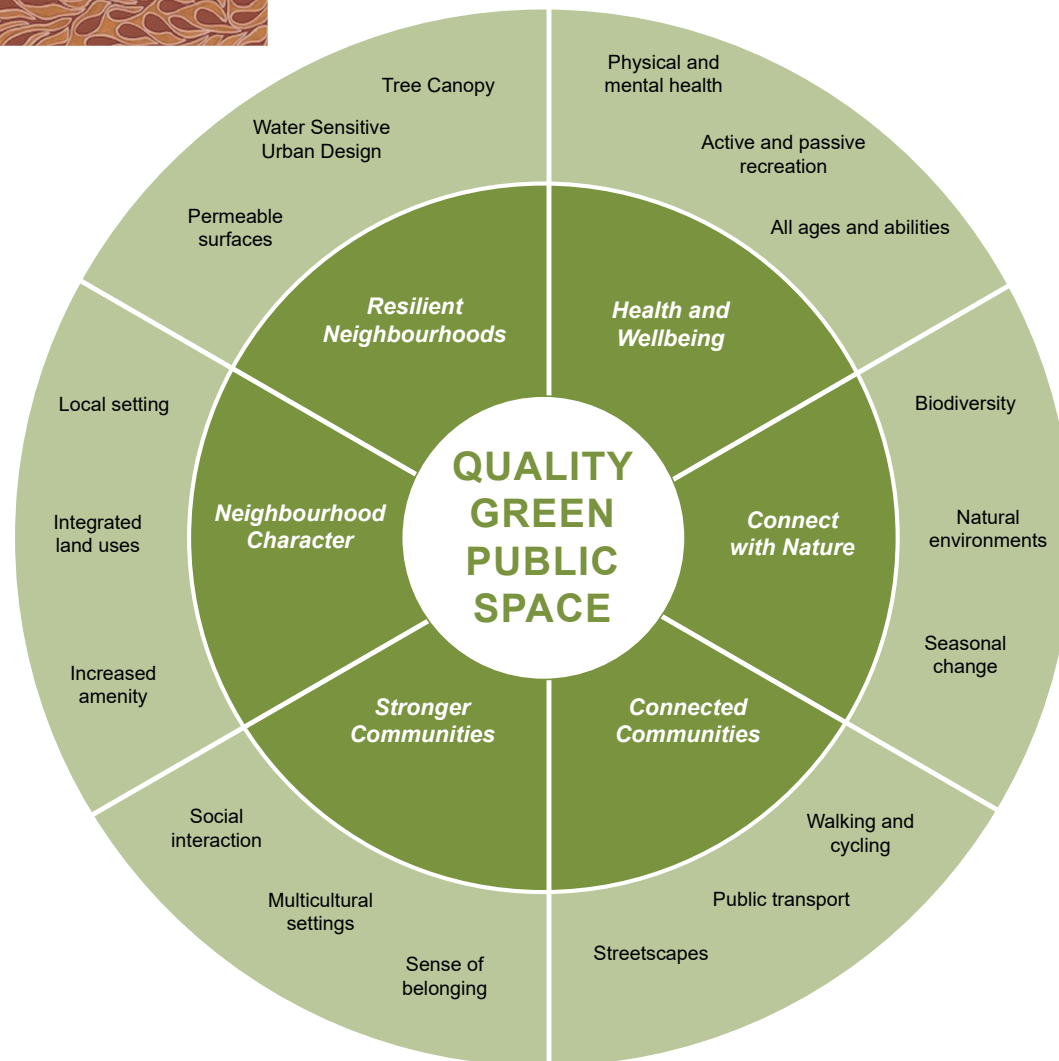 QUALITY
GREEN
PUBLIC
SPACE
Health and
Wellbeing
Physical and
mental health
Active and passive
recreation
All ages and abilities
Connect
with Nature
Biodiversity
Natural
environments
Seasonal
change
Connected
Communities
Walking and
cycling
Public transport
Streetscapes
Stronger
Communities
Sense of
belonging
Multicultural
settings
Social
interaction
Neighbourhood
Character
Increased
amenity
Integrated
land uses
Local setting
Resilient
Neighbourhoods
Permeable
surfaces
Water Sensitive
Urban Design
Tree Canopy